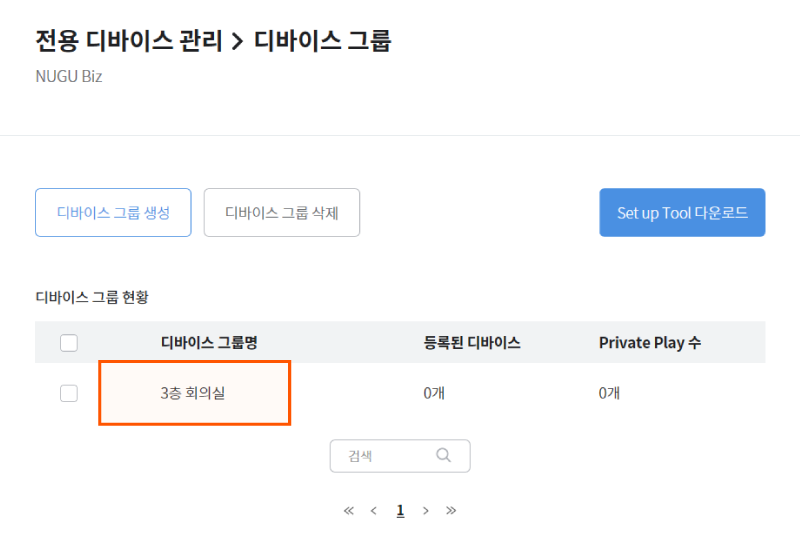 전용 디바이스 관리 > 디바이스 그룹
NUGU Biz
디바이스 그룹 생성 디바이스 그룹 삭제 Set up Tool 다운로드
디바이스 그룹 현황
디바이스 그룹명 등록된 디바이스 Private Play 수
3층 회의실 0개 0개
검색
« < 1 > »